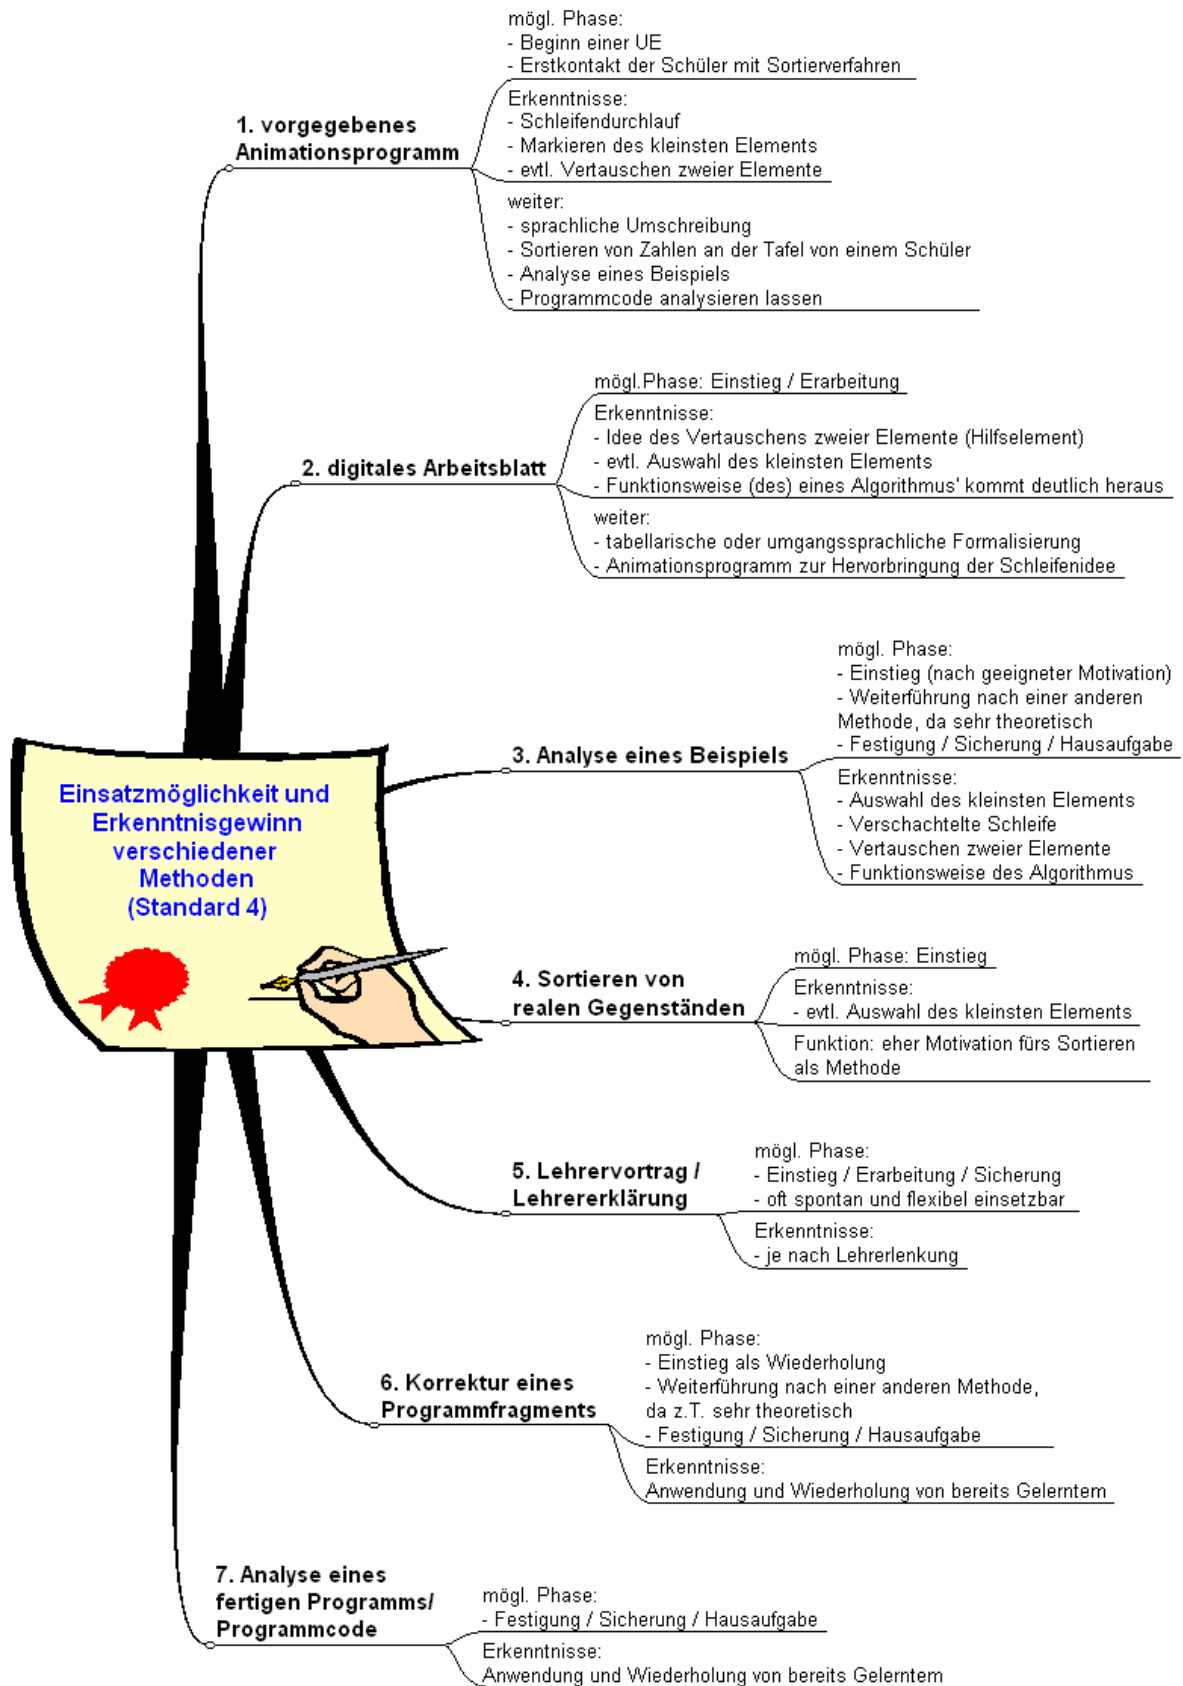 mögl. Phase:
- Beginn einer UE
- Erstkontakt der Schüler mit Sortierverfahren
1. vorgegebenes
Animationsprogramm
Erkenntnisse:
- Schleifendurchlauf
- Markieren des kleinsten Elements
- evtl. Vertauschen zweier Elemente
weiter:
- sprachliche Umschreibung
- Sortieren von Zahlen an der Tafel von einem Schüler
- Analyse eines Beispiels
- Programmcode analysieren lassen
2. digitales Arbeitsblatt
mögl.Phase: Einstieg / Erarbeitung
Erkenntnisse:
- Idee des Vertauschens zweier Elemente (Hilfselement)
- evtl. Auswahl des kleinsten Elements
- Funktionsweise (des) eines Algorithmus' kommt deutlich heraus
weiter:
- tabellarische oder umgangssprachliche Formalisierung
- Animationsprogramm zur Hervorbringung der Schleifenidee
Einsatzmöglichkeit und
Erkenntnisgewinn
verschiedener
Methoden
(Standard 4)
3. Analyse eines Beispiels
mögl. Phase:
- Einstieg (nach geeigneter Motivation)
- Weiterführung nach einer anderen
Methode, da sehr theoretisch
- Festigung / Sicherung / Hausaufgabe
Erkenntnisse:
- Auswahl des kleinsten Elements
- Verschachtelte Schleife
- Vertauschen zweier Elemente
- Funktionsweise des Algorithmus
4. Sortieren von
realen Gegenständen
mögl. Phase: Einstieg
Erkenntnisse:
- evtl. Auswahl des kleinsten Elements
Funktion: eher Motivation fürs Sortieren
als Methode
5. Lehrervortrag /
Lehrererklärung
mögl. Phase:
- Einstieg / Erarbeitung / Sicherung
- oft spontan und flexibel einsetzbar
Erkenntnisse:
- je nach Lehrerlenkung
6. Korrektur eines
Programmfragments
mögl. Phase:
- Einstieg als Wiederholung
- Weiterführung nach einer anderen Methode,
da z.T. sehr theoretisch
- Festigung / Sicherung / Hausaufgabe
Erkenntnisse:
Anwendung und Wiederholung von bereits Gelerntem
7. Analyse eines
fertigen Programms/
Programmcode
mögl. Phase:
- Festigung / Sicherung / Hausaufgabe
Erkenntnisse:
Anwendung und Wiederholung von bereits Gelerntem